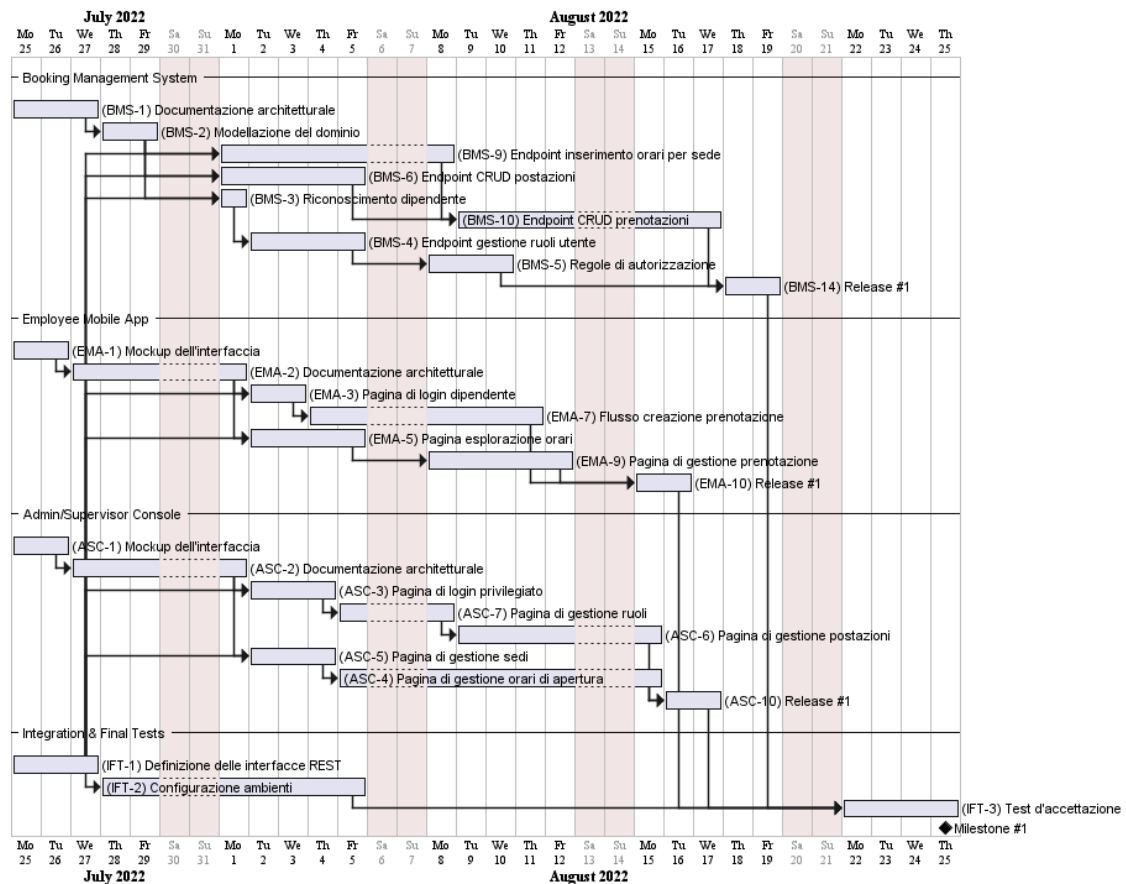 July 2022 August 2022
Mo Tu We Th Fr Sa Su Mo Tu We Th Fr Sa Su Mo Tu We Th Fr Sa Su Mo Tu We Th Fr Sa Su Mo Tu We Th
25 26 27 28 29 30 31 1 2 3 4 5 6 7 8 9 10 11 12 13 14 15 16 17 18 19 20 21 22 23 24 25
Booking Management System
(BMS-1) Documentazione architetturale
(BMS-2) Modellazione del dominio
(BMS-9) Endpoint inserimento orari per sede
(BMS-6) Endpoint CRUD postazioni
(BMS-3) Riconoscimento dipendente
(BMS-10) Endpoint CRUD prenotazioni
(BMS-4) Endpoint gestione ruoli utente
(BMS-5) Regole di autorizzazione
(BMS-14) Release #1
Employee Mobile App
(EMA-1) Mockup dell'interfaccia
(EMA-2) Documentazione architetturale
(EMA-3) Pagina di login dipendente
(EMA-7) Flusso creazione prenotazione
(EMA-5) Pagina esplorazione orari
(EMA-9) Pagina di gestione prenotazione
(EMA-10) Release #1
Admin/Supervisor Console
(ASC-1) Mockup dell'interfaccia
(ASC-2) Documentazione architetturale
(ASC-3) Pagina di login privilegiato
(ASC-7) Pagina di gestione ruoli
(ASC-6) Pagina di gestione postazioni
(ASC-5) Pagina di gestione sedi
(ASC-4) Pagina di gestione orari di apertura
(ASC-10) Release #1
Integration & Final Tests
(IFT-1) Definizione delle interfacce REST
(IFT-2) Configurazione ambienti
(IFT-3) Test d'accettazione
Milestone #1
Mo Tu We Th Fr Sa Su Mo Tu We Th Fr Sa Su Mo Tu We Th Fr Sa Su Mo Tu We Th Fr Sa Su Mo Tu We Th
25 26 27 28 29 30 31 1 2 3 4 5 6 7 8 9 10 11 12 13 14 15 16 17 18 19 20 21 22 23 24 25
July 2022 August 2022